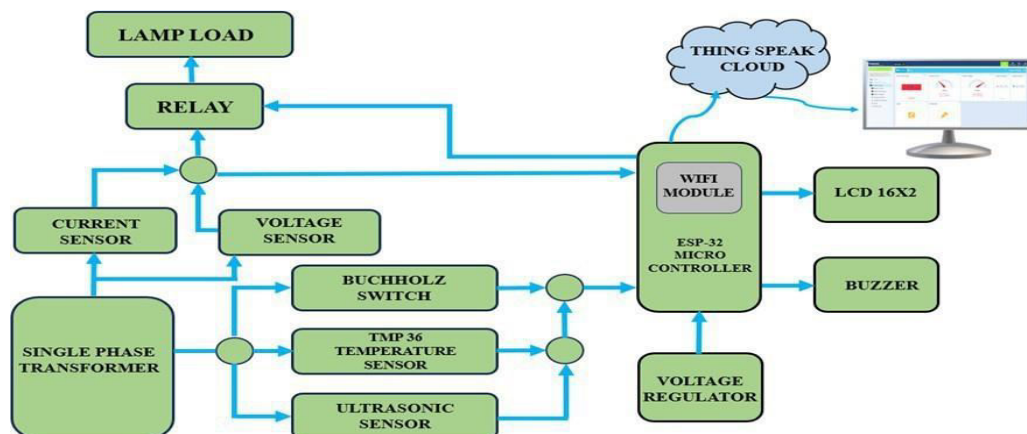 LAMP LOAD
RELAY
THING SPEAK
CLOUD
WIFI
MODULE
ESP-32
MICRO
CONTROLLER
LCD 16X2
BUZZER
VOLTAGE
REGULATOR
CURRENT
SENSOR
VOLTAGE
SENSOR
BUCHHOLZ
SWITCH
SINGLE PHASE
TRANSFORMER
TMP 36
TEMPERATURE
SENSOR
ULTRASONIC
SENSOR